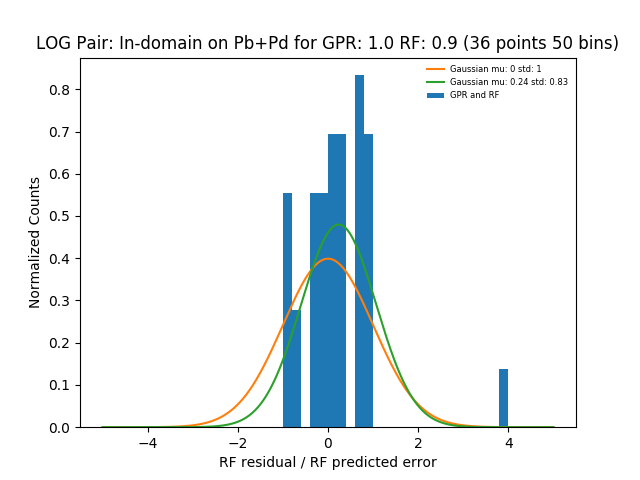 LOG Pair: In-domain on Pb+Pd for GPR: 1.0 RF: 0.9 (36 points 50 bins)
Gaussian mu: 0 std: 1
Gaussian mu: 0.24 std: 0.83
GPR and RF
Normalized Counts
0.8
0.7
0.6
0.5
0.4
0.3
0.2
0.1
0.0
−4 −2 0 2 4
RF residual / RF predicted error